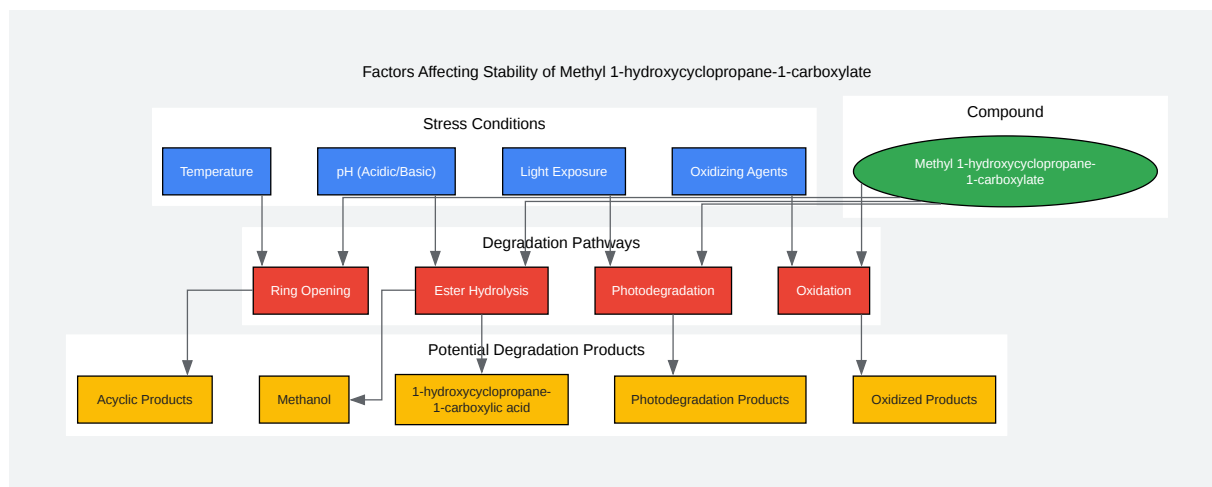 Factors Affecting Stability of Methyl 1-hydroxycyclopropane-1-carboxylate
Stress Conditions
Compound
Temperature
pH (Acidic/Basic)
Light Exposure
Oxidizing Agents
Methyl 1-hydroxycyclopropane-
1-carboxylate
Degradation Pathways
Ring Opening
Ester Hydrolysis
Photodegradation
Oxidation
Potential Degradation Products
Acyclic Products
Methanol
1-hydroxycyclopropane-
1-carboxylic acid
Photodegradation Products
Oxidized Products